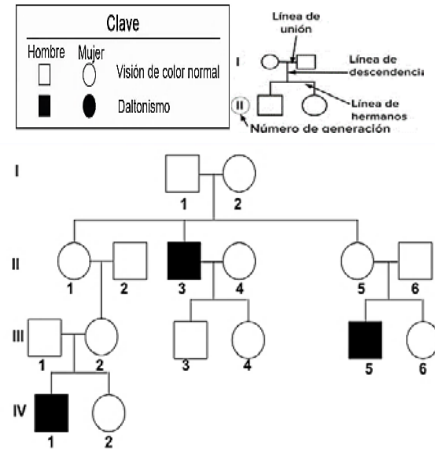 Clave
Hombre Mujer
Visión de color normal
Daltonismo
Línea de
unión
I
Línea de
descendencia
Línea de
hermanos
II
Número de generación
I
1 2
II
1 2 3 4 5 6
III
1 2 3 4 5 6
IV
1 2